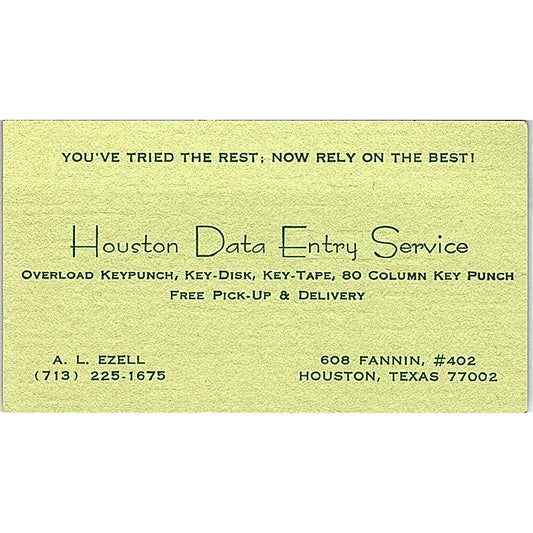 YOU'VE TRIED THE REST; NOW RELY ON THE BEST!
Houston Data Entry Service
OVERLOAD KEYPUNCH, KEY-DISK, KEY-TAPE, 80 COLUMN KEY PUNCH
FREE PICK-UP & DELIVERY
A. L. EZELL
(713) 225-1675
608 FANNIN, #402
HOUSTON, TEXAS 77002